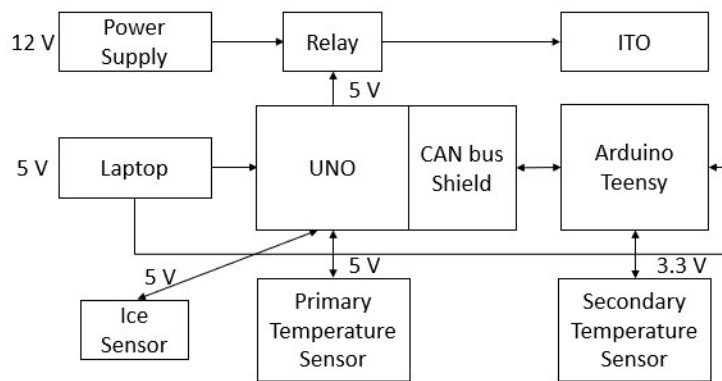 12 V
Power
Supply
Relay
ITO
5 V
5 V
Laptop
UNO
CAN bus
Shield
Arduino
Teensy
5 V
5 V
3.3 V
Ice
Sensor
Primary
Temperature
Sensor
Secondary
Temperature
Sensor